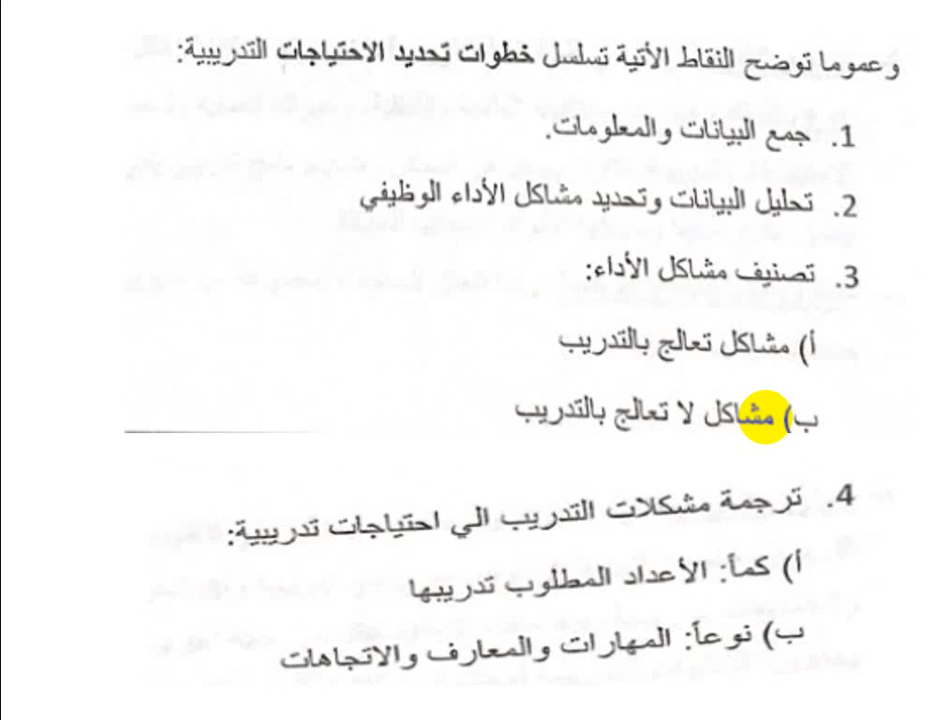 وعموما توضح النقاط الأتية تسلسل خطوات تحديد الاحتياجات التدريبية:
1. جمع البيانات والمعلومات.
2. تحليل البيانات وتحديد مشاكل الأداء الوظيفي
3. تصنيف مشاكل الأداء:
أ) مشاكل تعالج بالتدريب
ب) مشاكل لا تعالج بالتدريب
4. ترجمة مشكلات التدريب الي احتياجات تدريبية:
أ) كمأ: الأعداد المطلوب تدريبها
ب) نوعأ: المهارات والمعارف والاتجاهات